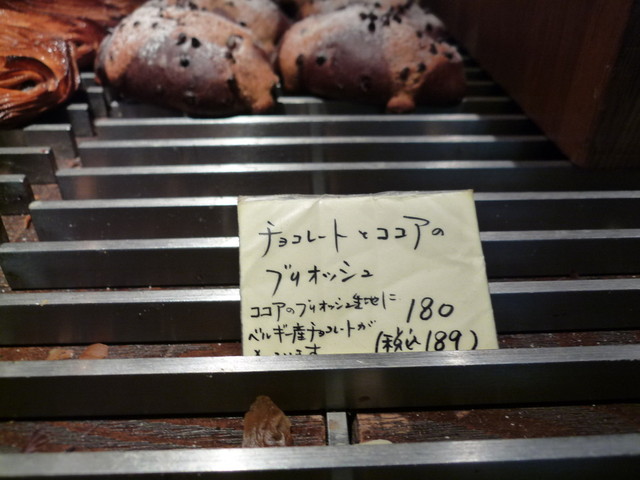 チョコレートとココアの
ブリオッシュ
ココアのブリオッシュ生地に
ベルギー産チョコレートが
180
(税込189)